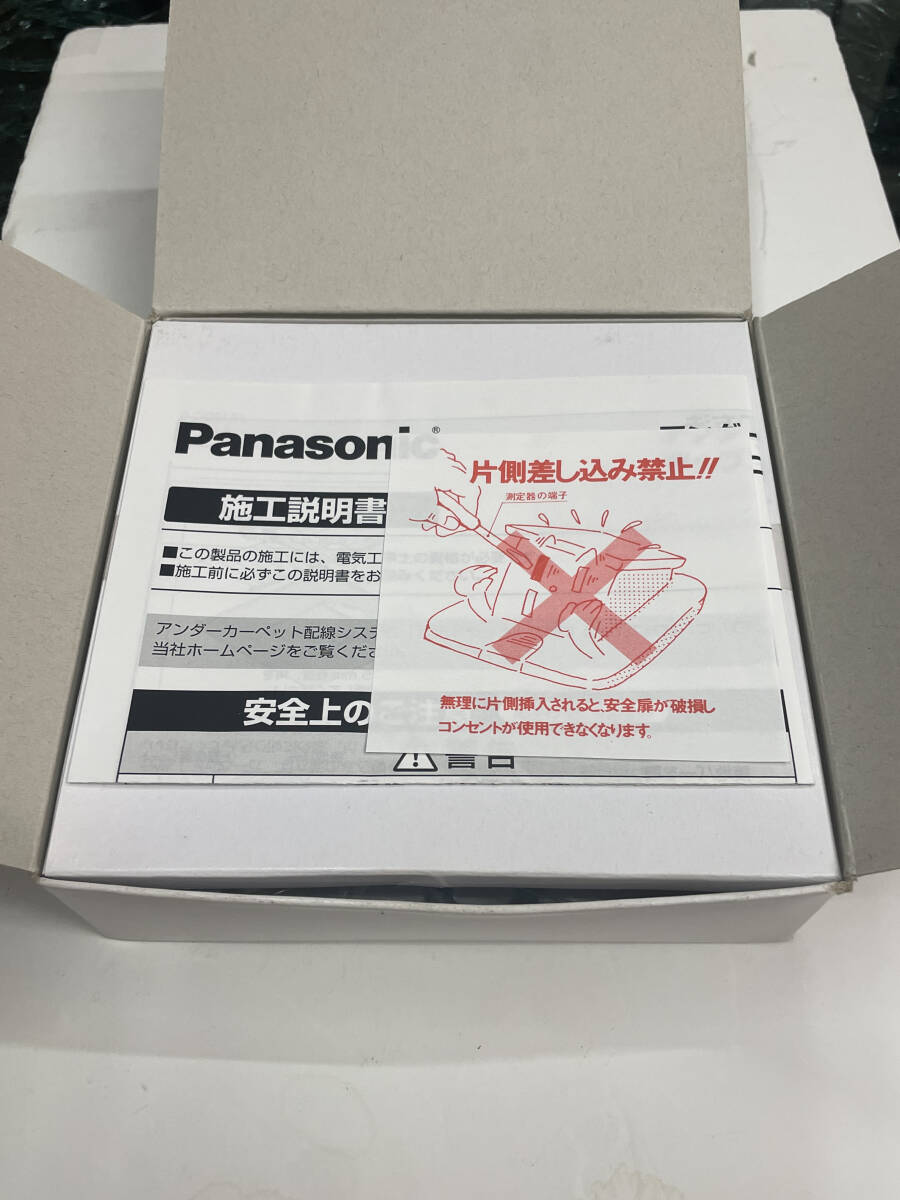 Panasonic®
施工説明書
■この製品の施工には、電気工
■施工前に必ずこの説明書をお
アンダーカーペット配線システ
当社ホームページをご覧くださ
安全上のご注
警告
片側差し込み禁止!!
測定器の端子
無理に片側挿入されると、安全扉が破損し
コンセントが使用できなくなります。